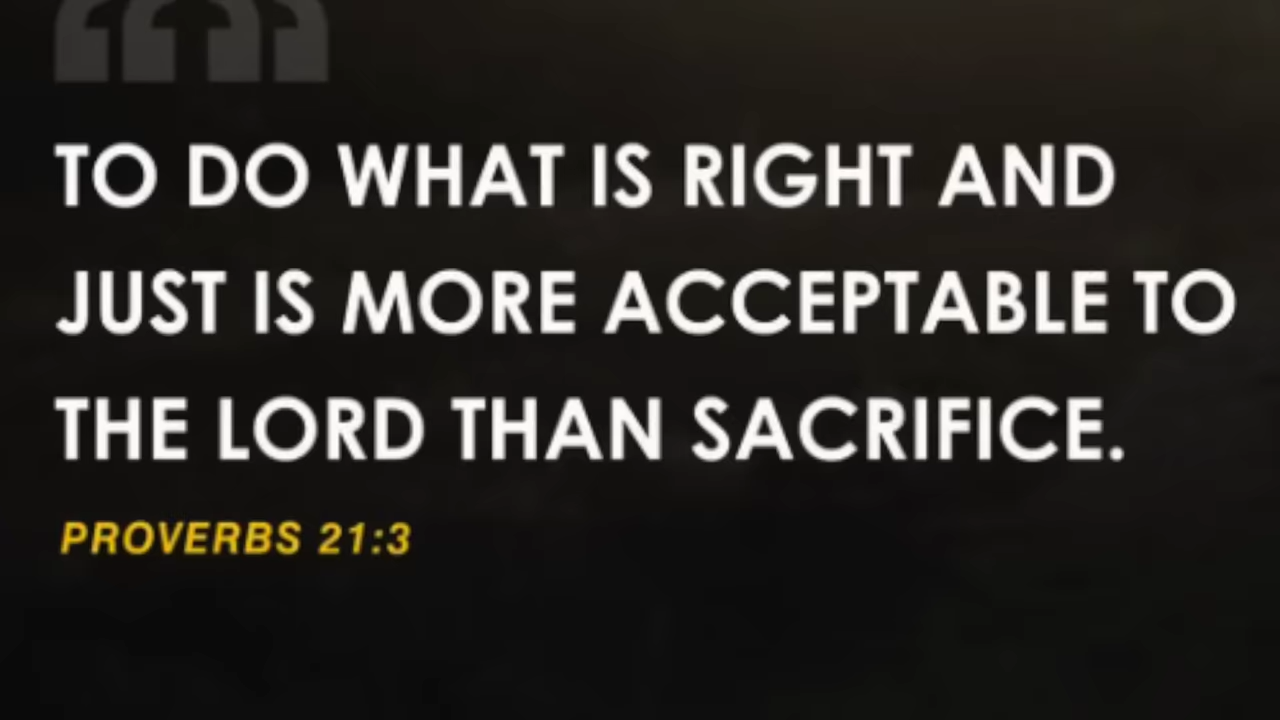 TO DO WHAT IS RIGHT AND
JUST IS MORE ACCEPTABLE TO
THE LORD THAN SACRIFICE.
PROVERBS 21:3